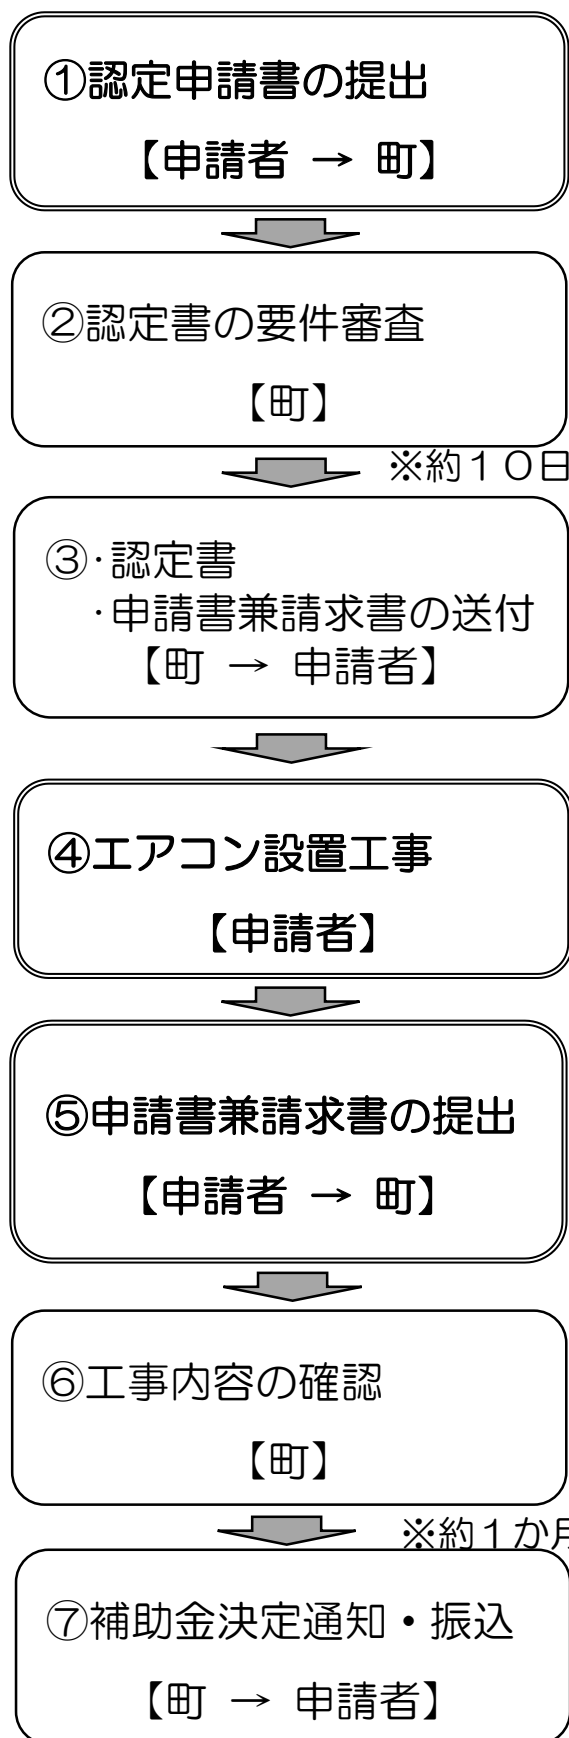 ①認定申請書の提出
【申請者 → 町】
②認定書の要件審査
【町】
※約１０日
③・認定書
・申請書兼請求書の送付
【町 → 申請者】
④エアコン設置工事
【申請者】
⑤申請書兼請求書の提出
【申請者 → 町】
⑥工事内容の確認
【町】
※約１か月
⑦補助金決定通知・振込
【町 → 申請者】